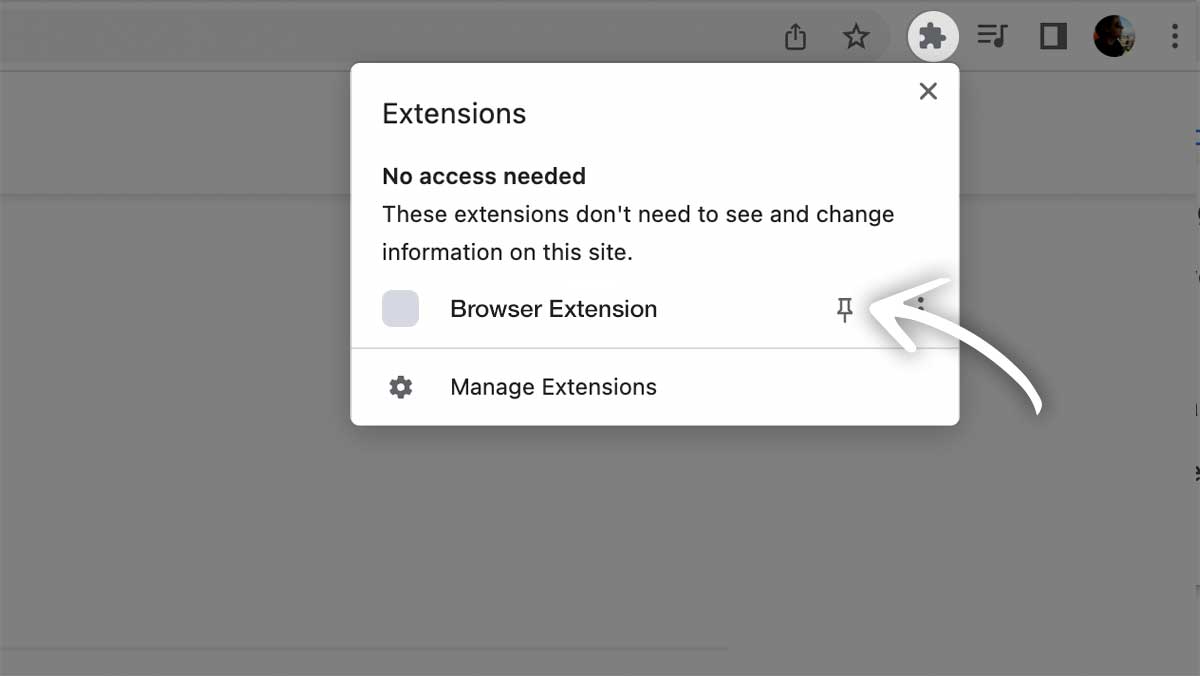 Extensions
No access needed
These extensions don't need to see and change
information on this site.
Browser Extension
Manage Extensions